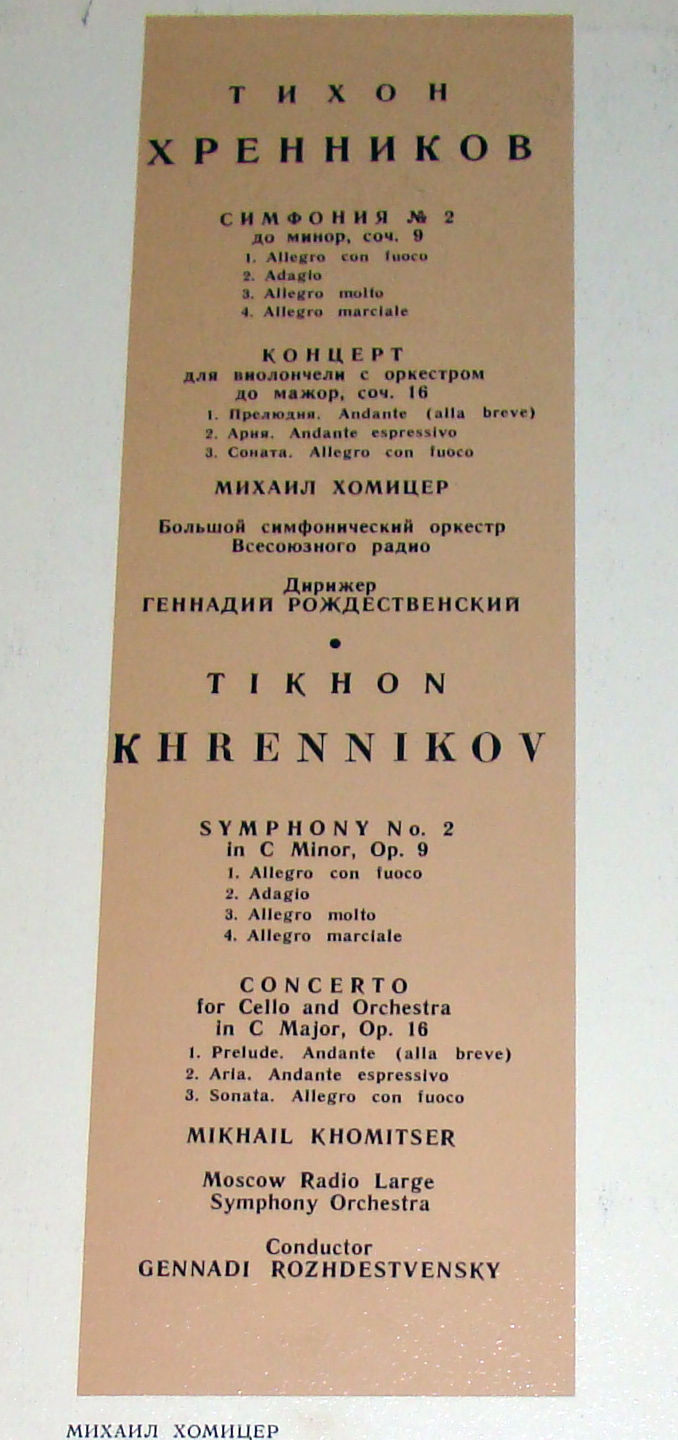 ТИХОН
ХРЕННИКОВ
СИМФОНИЯ № 2
до минор, соч. 9
1. Allegro con fuoco
2. Adagio
3. Allegro molto
4. Allegro marciale
КОНЦЕРТ
для виолончели с оркестром
до мажор, соч. 16
1. Прелюдия. Andante (alla breve)
2. Ария. Andante espressivo
3. Соната. Allegro con fuoco
МИХАИЛ ХОМИЦЕР
Большой симфонический оркестр
Всесоюзного радио
Дирижер
ГЕННАДИЙ РОЖДЕСТВЕНСКИЙ
•
TIKHON
KHRENNIKOV
SYMPHONY No. 2
in C Minor, Op. 9
1. Allegro con fuoco
2. Adagio
3. Allegro molto
4. Allegro marciale
CONCERTO
for Cello and Orchestra
in C Major, Op. 16
1. Prelude. Andante (alla breve)
2. Aria. Andante espressivo
3. Sonata. Allegro con fuoco
MIKHAIL KHOMITSER
Moscow Radio Large
Symphony Orchestra
Conductor
GENNADI ROZHDESTVENSKY
МИХАИЛ ХОМИЦЕР